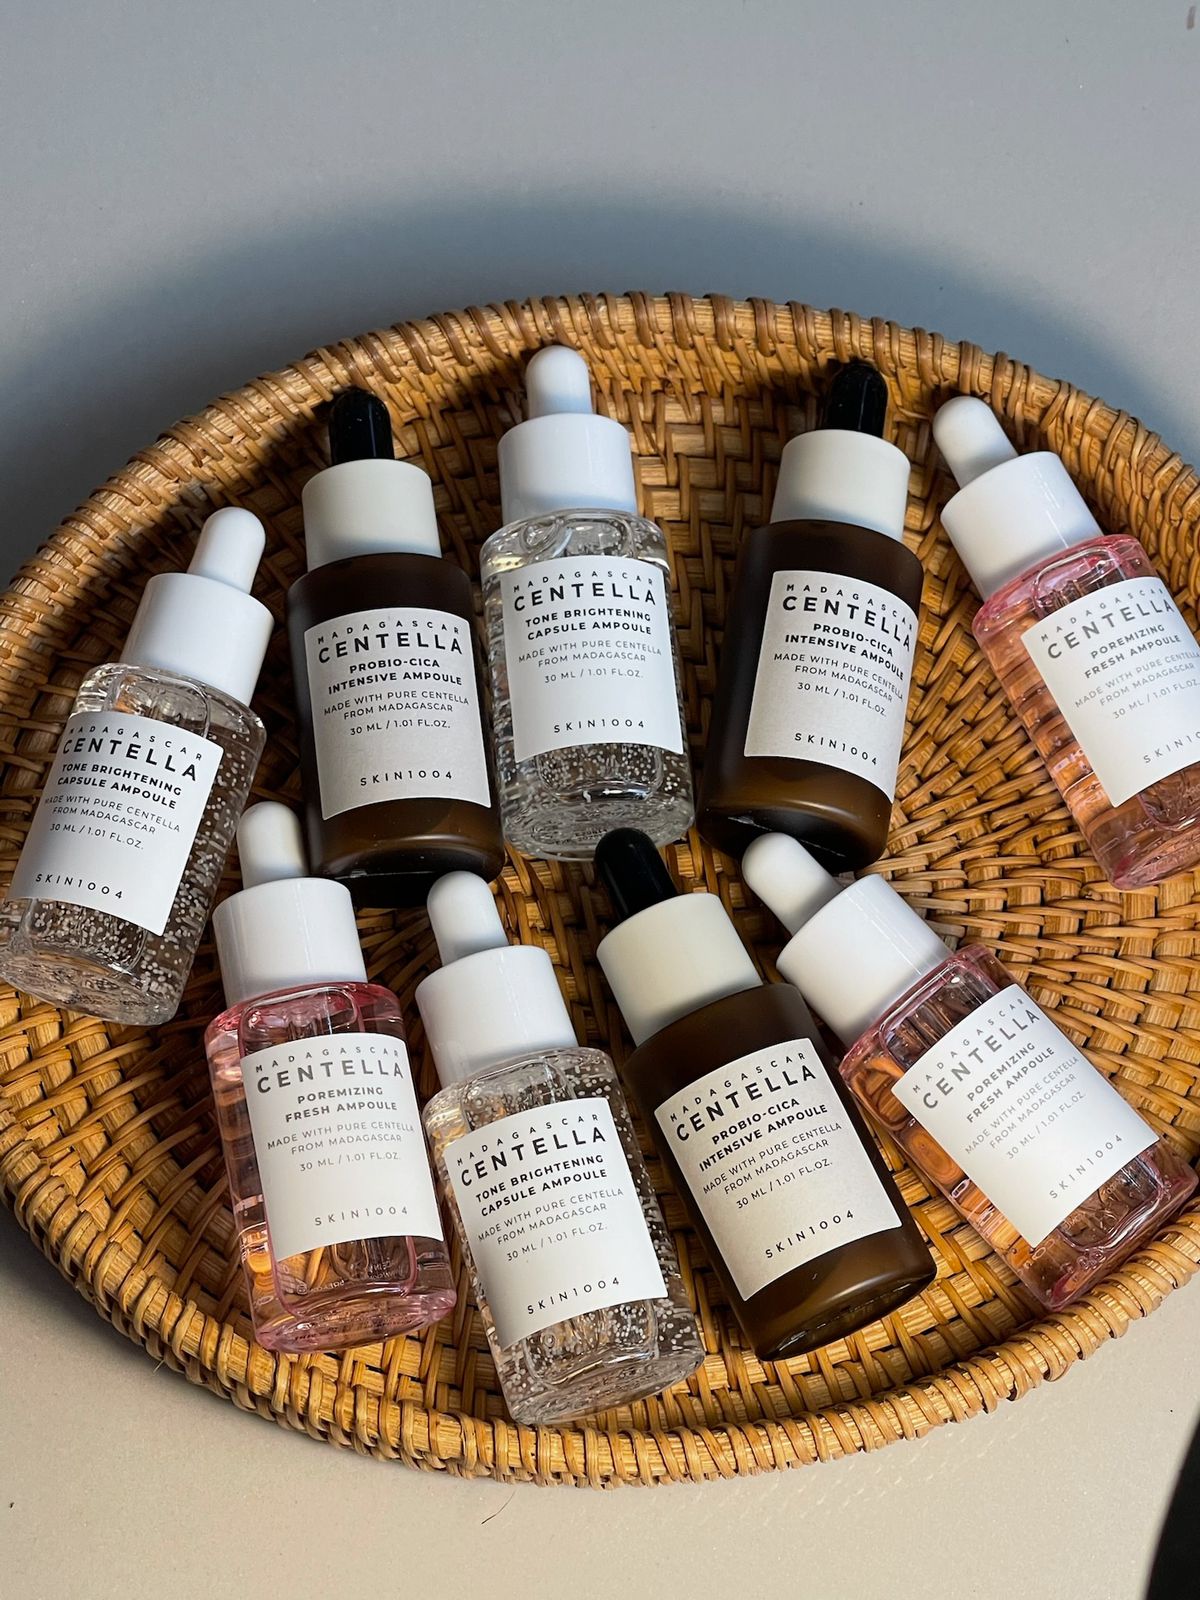 MADAGASCAR
CENTELLA
TONE BRIGHTENING
CAPSULE AMPOULE
MADE WITH PURE CENTELLA
FROM MADAGASCAR
30 ML / 1.01 FL.OZ.
SKIN1004
MADAGASCAR
CENTELLA
PROBIO-CICA
INTENSIVE AMPOULE
MADE WITH PURE CENTELLA
FROM MADAGASCAR
30 ML / 1.01 FL.OZ.
SKIN1004
MADAGASCAR
CENTELLA
TONE BRIGHTENING
CAPSULE AMPOULE
MADE WITH PURE CENTELLA
FROM MADAGASCAR
30 ML / 1.01 FL.OZ.
SKIN1004
MADAGASCAR
CENTELLA
PROBIO-CICA
INTENSIVE AMPOULE
MADE WITH PURE CENTELLA
FROM MADAGASCAR
30 ML / 1.01 FL.OZ.
SKIN1004
MADAGASCAR
CENTELLA
POREMIZING
FRESH AMPOULE
MADE WITH PURE CENTELLA
FROM MADAGASCAR
30 ML / 1.01 FL.OZ.
MADAGASCAR
CENTELLA
POREMIZING
FRESH AMPOULE
MADE WITH PURE CENTELLA
FROM MADAGASCAR
30 ML / 1.01 FL.OZ.
SKIN1004
MADAGASCAR
CENTELLA
TONE BRIGHTENING
CAPSULE AMPOULE
MADE WITH PURE CENTELLA
FROM MADAGASCAR
30 ML / 1.01 FL.OZ.
SKIN1004
MADAGASCAR
CENTELLA
PROBIO-CICA
INTENSIVE AMPOULE
MADE WITH PURE CENTELLA
FROM MADAGASCAR
30 ML / 1.01 FL.OZ.
SKIN1004
MADAGASCAR
CENTELLA
POREMIZING
FRESH AMPOULE
MADE WITH PURE CENTELLA
FROM MADAGASCAR
30 ML / 1.01 FL.OZ.
SKIN1004